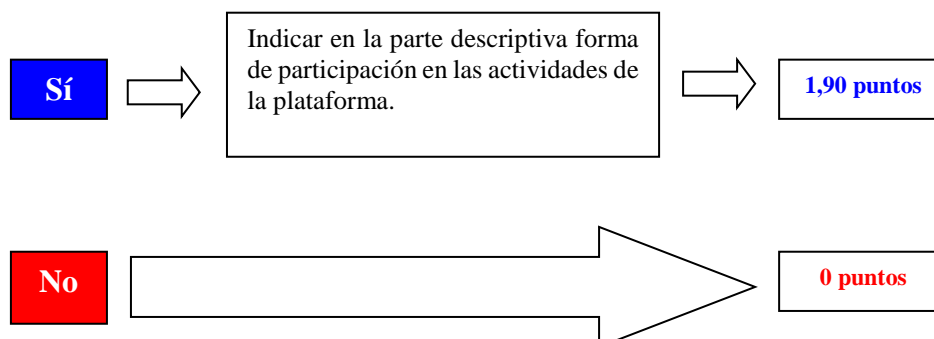 Sí
Indicar en la parte descriptiva forma
de participación en las actividades de
la plataforma.
1,90 puntos
No
0 puntos